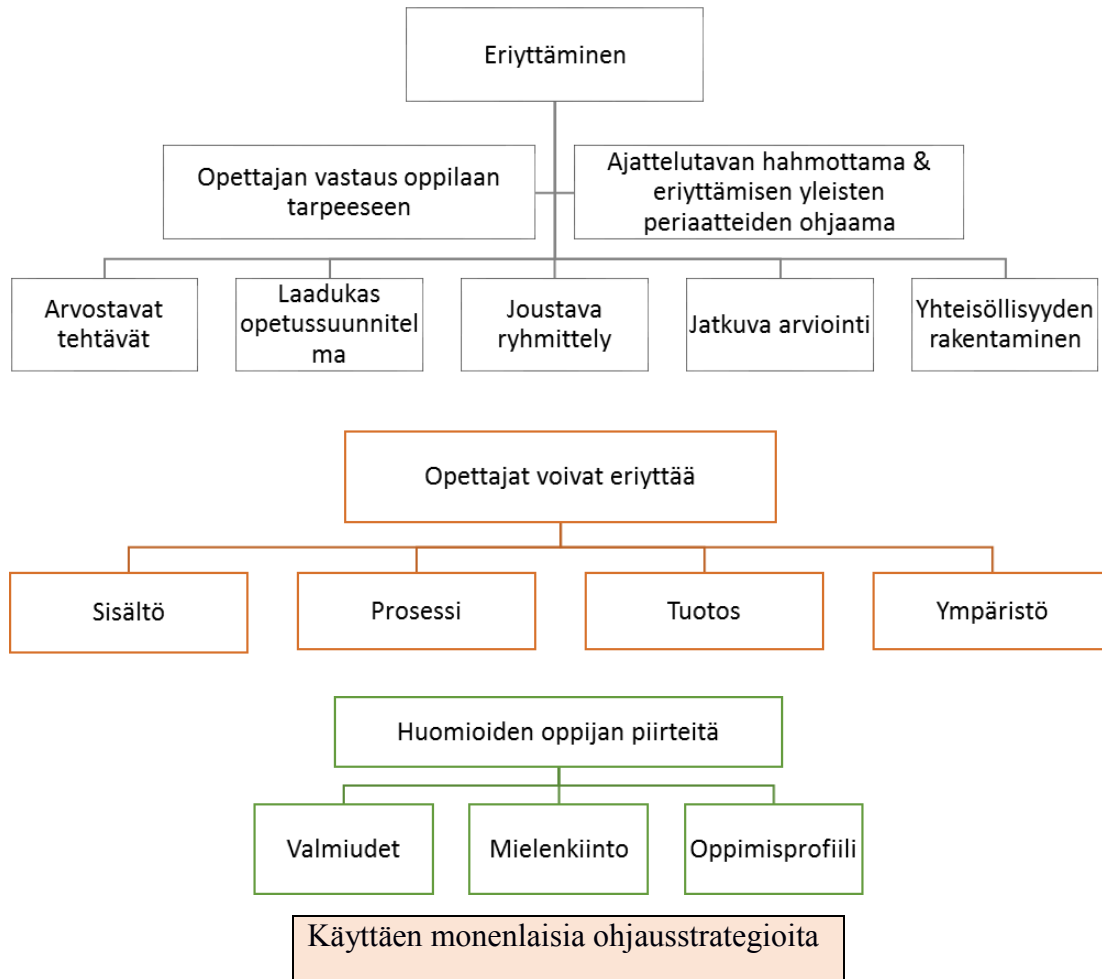 Eriyttäminen
Opettajan vastaus oppilaan
tarpeeseen
Ajattelutavan hahmottama &
eriyttämisen yleisten
periaatteiden ohjaama
Arvostavat
tehtävät
Laadukas
opetussuunnitel
ma
Joustava
ryhmittely
Jatkuva arviointi
Yhteisöllisyyden
rakentaminen
Opettajat voivat eriyttää
Sisältö
Prosessi
Tuotos
Ympäristö
Huomioiden oppijan piirteitä
Valmiudet
Mielenkiinto
Oppimisprofiili
Käyttäen monenlaisia ohjausstrategioita